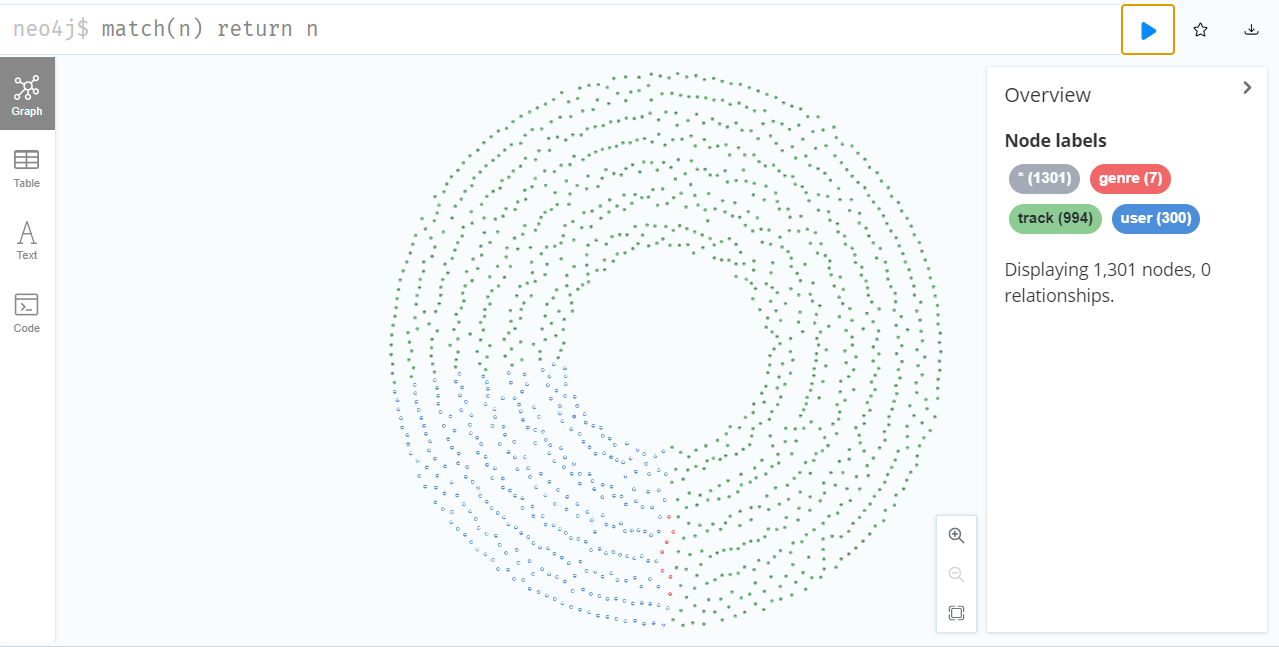 neo4j$ match(n) return n
Graph
Table
Text
Code
Overview
Node labels
* (1301) genre (7)
track (994) user (300)
Displaying 1,301 nodes, 0
relationships.